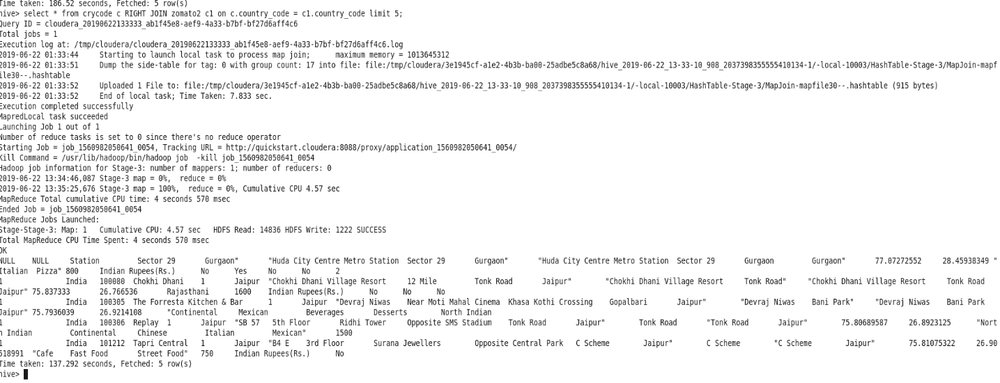 Time taken: 186.52 seconds, Fetched: 5 row(s)
hive> select * from crycode c RIGHT JOIN zomato2 c1 on c.country_code = c1.country_code limit 5;
Query ID = cloudera_20190622133333_ab1f45e8-aef9-4a33-b7bf-bf27d6aff4c6
Total jobs = 1
Execution log at: /tmp/cloudera/cloudera_20190622133333_ab1f45e8-aef9-4a33-b7bf-bf27d6aff4c6.log
2019-06-22 01:33:44     Starting to launch local task to process map join;      maximum memory = 1013645312
2019-06-22 01:33:51     Dump the side-table for tag: 0 with group count: 17 into file: file:/tmp/cloudera/3e1945cf-a1e2-4b3b-ba00-25adbe5c8a68/hive_2019-06-22_13-33-10_908_2037398355555410134-1/-local-10003/HashTable-Stage-3/MapJoin-mapf
ile30--.hashtable
2019-06-22 01:33:52     Uploaded 1 File to: file:/tmp/cloudera/3e1945cf-a1e2-4b3b-ba00-25adbe5c8a68/hive_2019-06-22_13-33-10_908_2037398355555410134-1/-local-10003/HashTable-Stage-3/MapJoin-mapfile30--.hashtable (915 bytes)
2019-06-22 01:33:52     End of local task; Time Taken: 7.833 sec.
Execution completed successfully
MapredLocal task succeeded
Launching Job 1 out of 1
Number of reduce tasks is set to 0 since there's no reduce operator
Starting Job = job_1560982050641_0054, Tracking URL = http://quickstart.cloudera:8088/proxy/application_1560982050641_0054/
Kill Command = /usr/lib/hadoop/bin/hadoop job  -kill job_1560982050641_0054
Hadoop job information for Stage-3: number of mappers: 1; number of reducers: 0
2019-06-22 13:34:46,087 Stage-3 map = 0%,  reduce = 0%
2019-06-22 13:35:25,676 Stage-3 map = 100%,  reduce = 0%, Cumulative CPU 4.57 sec
MapReduce Total cumulative CPU time: 4 seconds 570 msec
Ended Job = job_1560982050641_0054
MapReduce Jobs Launched:
Stage-Stage-3: Map: 1   Cumulative CPU: 4.57 sec   HDFS Read: 14836 HDFS Write: 1222 SUCCESS
Total MapReduce CPU Time Spent: 4 seconds 570 msec
OK
NULL    NULL    Station    Sector 29    Gurgaon"    "Huda City Centre Metro Station    Sector 29    Gurgaon"    "Huda City Centre Metro Station    Sector 29    Gurgaon    Gurgaon"    77.07272552    28.45938349 "
Italian  Pizza" 800    Indian Rupees(Rs.)    No    Yes    No    No    2
1    India    100080    Chokhi Dhani    1    Jaipur    "Chokhi Dhani Village Resort    12 Mile    Tonk Road    Jaipur"    "Chokhi Dhani Village Resort    Tonk Road"    "Chokhi Dhani Village Resort    Tonk Road
Jaipur" 75.837333    26.766536    Rajasthani    1600    Indian Rupees(Rs.)    No    No    No
1    India    100305    The Forresta Kitchen & Bar    1    Jaipur    "Devraj Niwas    Near Moti Mahal Cinema    Khasa Kothi Crossing    Gopalbari    Jaipur"    "Devraj Niwas    Bani Park"    "Devraj Niwas    Bani Park
Jaipur" 75.7936039    26.9214108    "Continental    Mexican    Beverages    Desserts    North Indian
1    India    100306    Replay    1    Jaipur    "SB 57    5th Floor    Ridhi Tower    Opposite SMS Stadium    Tonk Road    Jaipur"    Tonk Road    "Tonk Road    Jaipur"    75.80689587    26.8923125    "Nort
h Indian    Continental    Chinese    Italian    Mexican"    1500
1    India    101212    Tapri Central    1    Jaipur    "B4 E    3rd Floor    Surana Jewellers    Opposite Central Park    C Scheme    Jaipur"    C Scheme    "C Scheme    Jaipur"    75.81075322    26.90
518991  "Cafe    Fast Food    Street Food"    750    Indian Rupees(Rs.)    No
Time taken: 137.292 seconds, Fetched: 5 row(s)
hive>